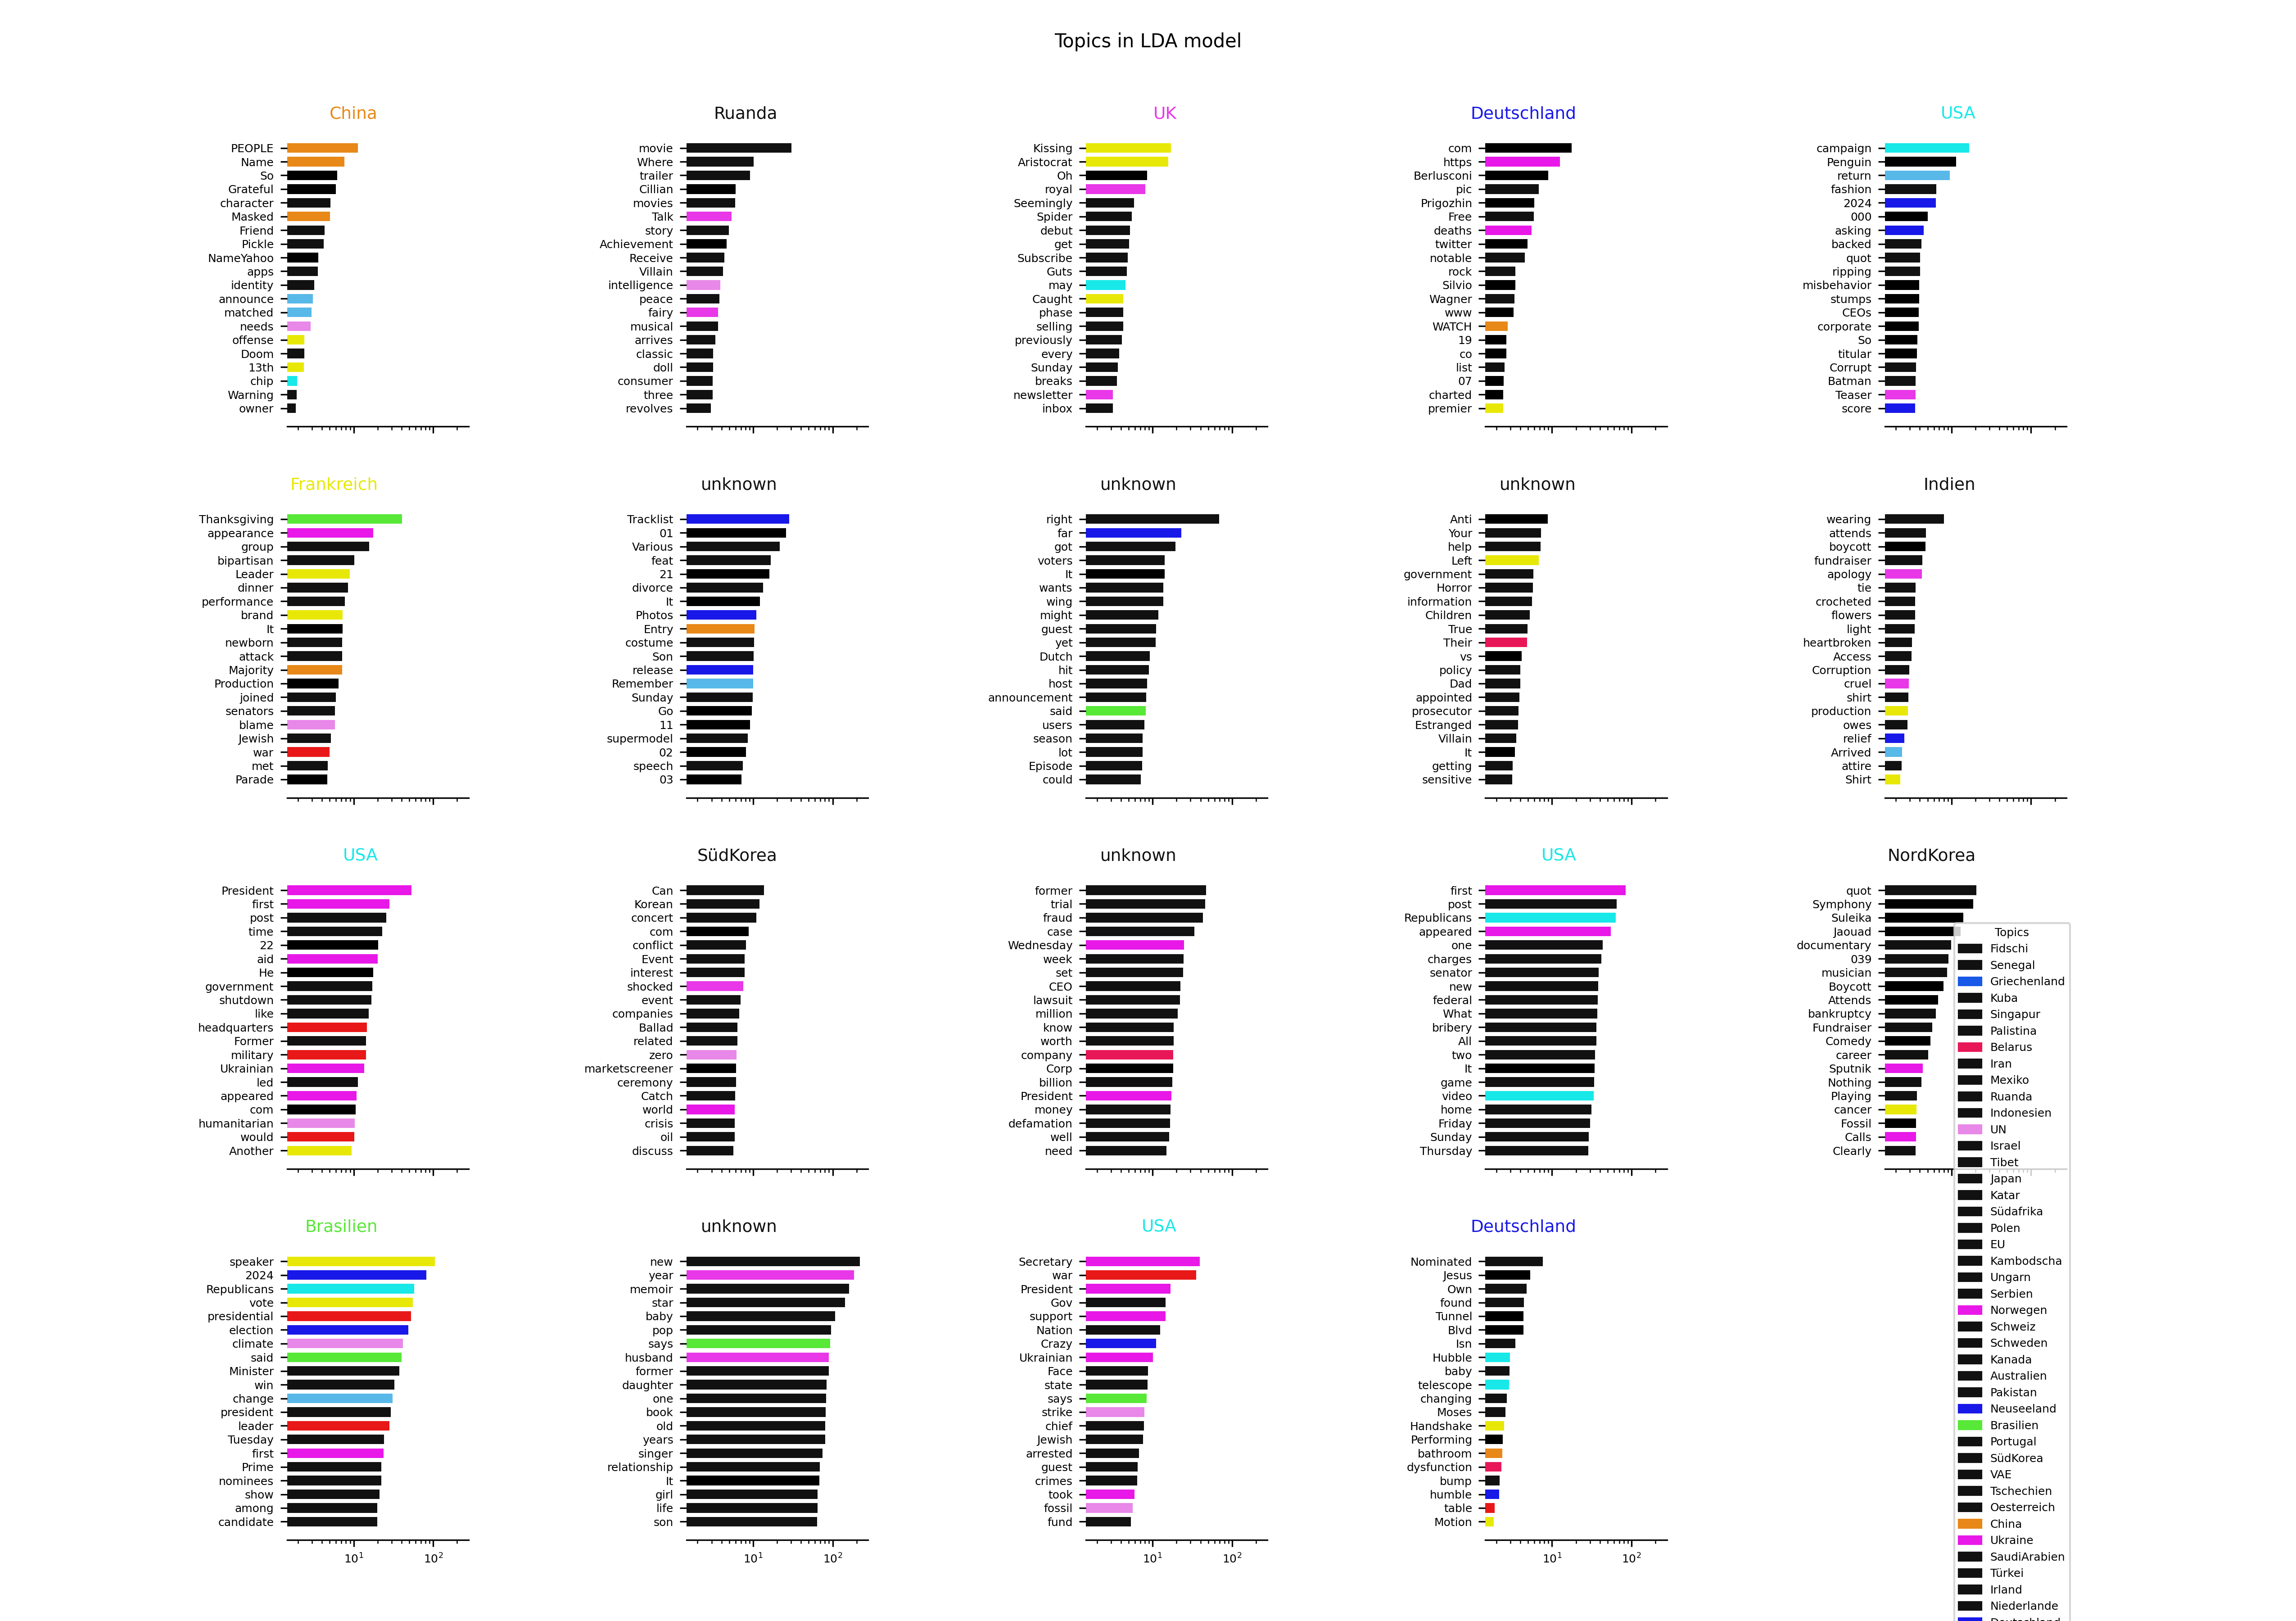 Topics in LDA model
China
PEOPLE
Name
So
Grateful
character
Masked
Friend
Pickle
NameYahoo
apps
identity
announce
matched
needs
offense
Doom
13th
chip
Warning
owner
Ruanda
movie
Where
trailer
Cillian
movies
Talk
story
Achievement
Receive
Villain
intelligence
peace
fairy
musical
arrives
classic
doll
consumer
three
revolves
UK
Kissing
Aristocrat
Oh
royal
Seemingly
Spider
debut
get
Subscribe
Guts
may
Caught
phase
selling
previously
every
Sunday
breaks
newsletter
inbox
Deutschland
com
https
Berlusconi
pic
Prigozhin
Free
deaths
twitter
notable
rock
Silvio
Wagner
www
WATCH
19
co
list
07
charted
premier
USA
campaign
Penguin
return
fashion
2024
000
asking
backed
quot
ripping
misbehavior
stumps
CEOs
corporate
So
titular
Corrupt
Batman
Teaser
score
Frankreich
Thanksgiving
appearance
group
bipartisan
Leader
dinner
performance
brand
It
newborn
attack
Majority
Production
joined
senators
blame
Jewish
war
met
Parade
unknown
Tracklist
01
Various
feat
21
divorce
It
Photos
Entry
costume
Son
release
Remember
Sunday
Go
11
supermodel
02
speech
03
unknown
right
far
got
voters
It
wants
wing
might
guest
yet
Dutch
hit
host
announcement
said
users
season
lot
Episode
could
unknown
Anti
Your
help
Left
government
Horror
information
Children
True
Their
vs
policy
Dad
appointed
prosecutor
Estranged
Villain
It
getting
sensitive
Indien
wearing
attends
boycott
fundraiser
apology
tie
crocheted
flowers
light
heartbroken
Access
Corruption
cruel
shirt
production
owes
relief
Arrived
attire
Shirt
USA
President
first
post
time
22
aid
He
government
shutdown
like
headquarters
Former
military
Ukrainian
led
appeared
com
humanitarian
would
Another
SüdKorea
Can
Korean
concert
com
conflict
Event
interest
shocked
event
companies
Ballad
related
zero
marketscreener
ceremony
Catch
world
crisis
oil
discuss
unknown
former
trial
fraud
case
Wednesday
week
set
CEO
lawsuit
million
know
worth
company
Corp
billion
President
money
defamation
well
need
USA
first
post
Republicans
appeared
one
charges
senator
new
federal
What
bribery
All
two
It
game
video
home
Friday
Sunday
Thursday
NordKorea
quot
Symphony
Suleika
Jaouad
documentary
039
musician
Boycott
Attends
bankruptcy
Fundraiser
Comedy
career
Sputnik
Nothing
Playing
cancer
Fossil
Calls
Clearly
Brasilien
speaker
2024
Republicans
vote
presidential
election
climate
said
Minister
win
change
president
leader
Tuesday
first
Prime
nominees
show
among
candidate
10¹ 10²
unknown
new
year
memoir
star
baby
pop
says
husband
former
daughter
one
book
old
years
singer
relationship
It
girl
life
son
10¹ 10²
USA
Secretary
war
President
Gov
support
Nation
Crazy
Ukrainian
Face
state
says
strike
chief
Jewish
arrested
guest
crimes
took
fossil
fund
10¹ 10²
Deutschland
Nominated
Jesus
Own
found
Tunnel
Blvd
Isn
Hubble
baby
telescope
changing
Moses
Handshake
Performing
bathroom
dysfunction
bump
humble
table
Motion
10¹ 10²
Topics
Fidschi
Senegal
Griechenland
Kuba
Singapur
Palistina
Belarus
Iran
Mexiko
Ruanda
Indonesien
UN
Israel
Tibet
Japan
Katar
Südafrika
Polen
EU
Kambodscha
Ungarn
Serbien
Norwegen
Schweiz
Schweden
Kanada
Australien
Pakistan
Neuseeland
Brasilien
Portugal
SüdKorea
VAE
Tschechien
Oesterreich
China
Ukraine
SaudiArabien
Türkei
Irland
Niederlande